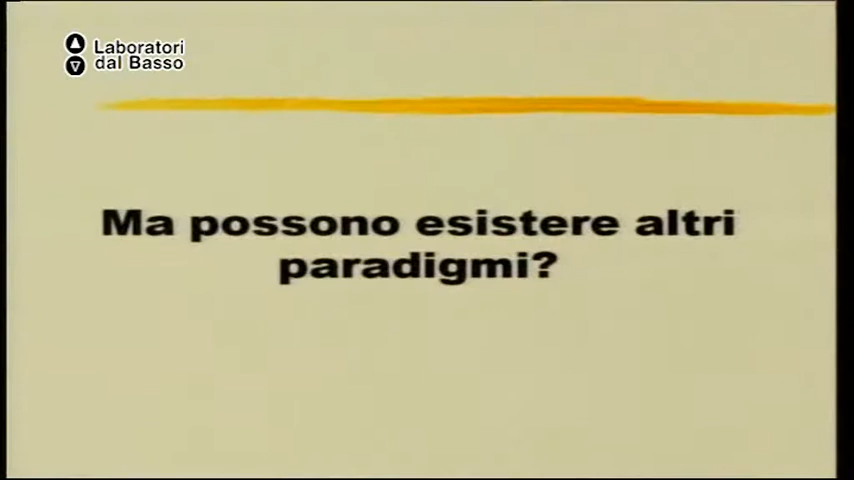 Laboratori
dal Basso
Ma possono esistere altri
paradigmi?